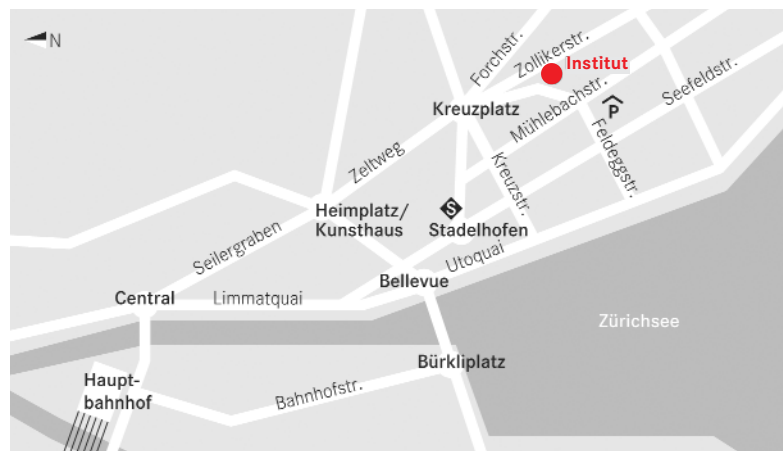 N
Forchstr.
Zollikerstr.
Institut
Kreuzplatz
Mühlebachstr.
P
Seefeldstr.
Zeltweg
Kreuzstr.
Feldeggstr.
Heimplatz/
Kunsthaus
S
Stadelhofen
Seilergraben
Utoquai
Bellevue
Central
Limmatquai
Zürichsee
Bürkliplatz
Haupt-
bahnhof
Bahnhofstr.